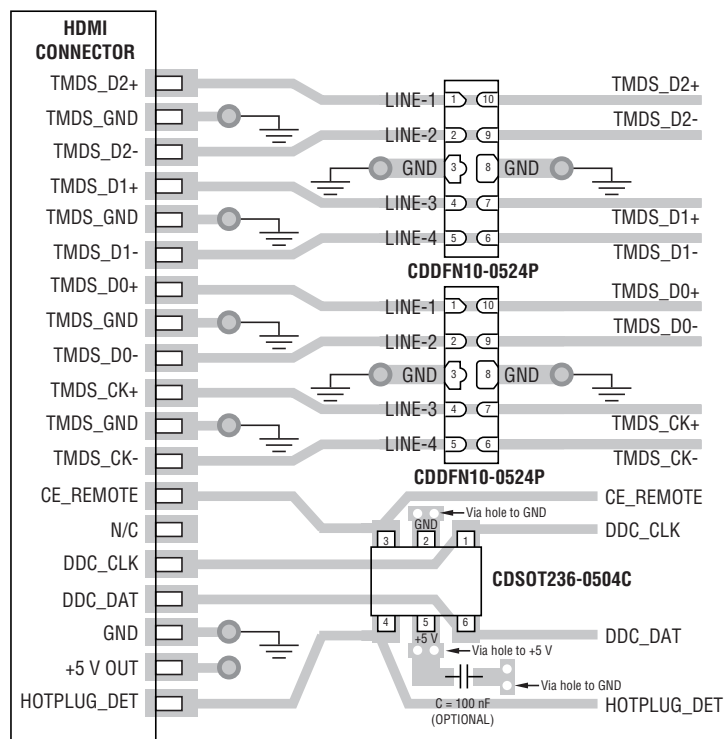 HDMI
CONNECTOR
TMDS_D2+
TMDS_GND
TMDS_D2-
TMDS_D1+
TMDS_GND
TMDS_D1-
TMDS_D0+
TMDS_GND
TMDS_D0-
TMDS_CK+
TMDS_GND
TMDS_CK-
CE_REMOTE
N/C
DDC_CLK
DDC_DAT
GND
+5 V OUT
HOTPLUG_DET
LINE-1 1 10 TMDS_D2+
LINE-2 2 9 TMDS_D2-
GND 3 8 GND
LINE-3 4 7 TMDS_D1+
LINE-4 5 6 TMDS_D1-
CDDFN10-0524P
LINE-1 1 10 TMDS_D0+
LINE-2 2 9 TMDS_D0-
GND 3 8 GND
LINE-3 4 7 TMDS_CK+
LINE-4 5 6 TMDS_CK-
CDDFN10-0524P
CE_REMOTE
Via hole to GND
GND
DDC_CLK
3 2 1
CDSOT236-0504C
4 5 6
+5 V
DDC_DAT
Via hole to +5 V
Via hole to GND
C = 100 nF
(OPTIONAL)
HOTPLUG_DET